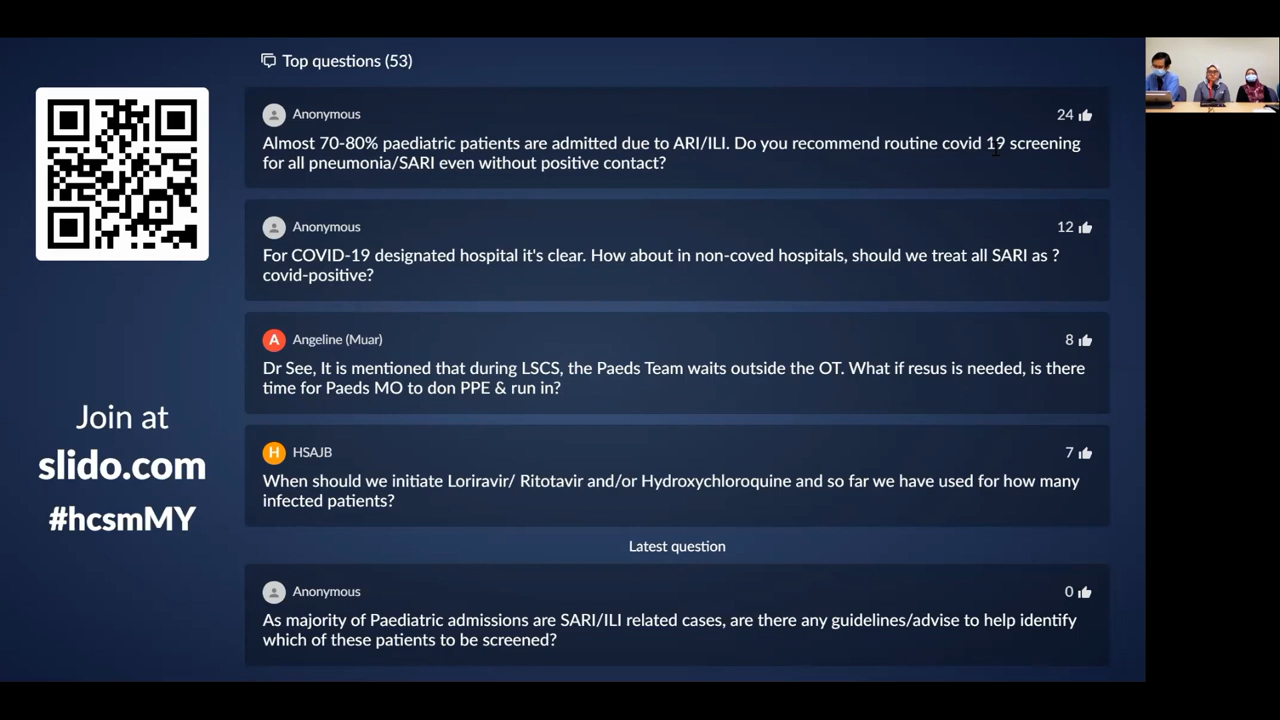 Top questions (53)
Anonymous
24
Almost 70-80% paediatric patients are admitted due to ARI/ILI. Do you recommend routine covid 19 screening
for all pneumonia/SARI even without positive contact?
Anonymous
12
For COVID-19 designated hospital it's clear. How about in non-coved hospitals, should we treat all SARI as ?
covid-positive?
A
Angeline (Muar)
8
Dr See, It is mentioned that during LSCS, the Paeds Team waits outside the OT. What if resus is needed, is there
time for Paeds MO to don PPE & run in?
H
HSAJB
7
When should we initiate Loriravir/ Ritotavir and/or Hydroxychloroquine and so far we have used for how many
infected patients?
Latest question
Anonymous
0
As majority of Paediatric admissions are SARI/ILI related cases, are there any guidelines/advise to help identify
which of these patients to be screened?
Join at
slido.com
#hcsmMY